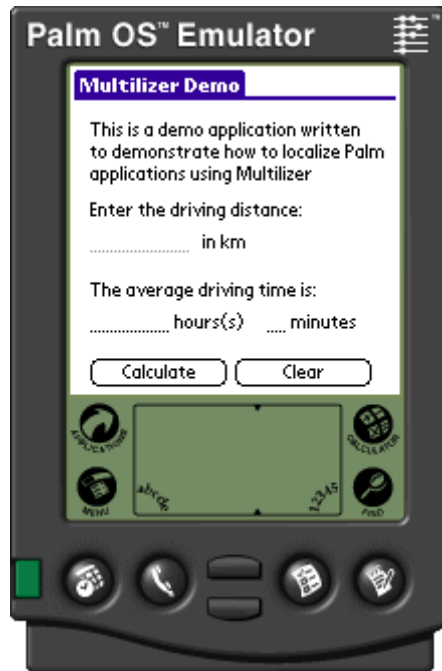 Palm OS™ Emulator
Multilizer Demo
This is a demo application written
to demonstrate how to localize Palm
applications using Multilizer
Enter the driving distance:
in km
The average driving time is:
hours(s) minutes
Calculate Clear
APPLICATIONS CALCULATOR
abcde 12345
MENU FIND